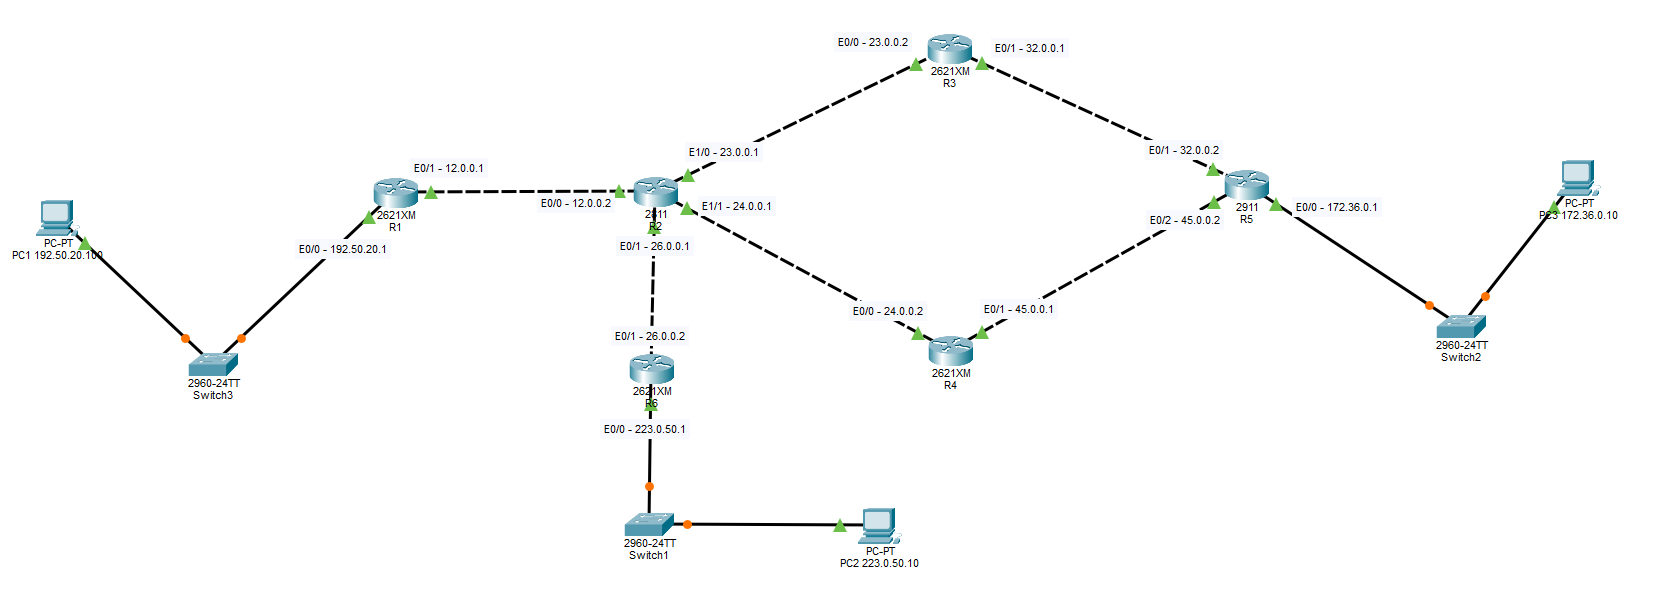 E0/0 - 23.0.0.2
E0/1 - 32.0.0.1
2621XM
R3
E1/0 - 23.0.0.1
E0/1 - 32.0.0.2
E0/1 - 12.0.0.1
E0/0 - 12.0.0.2
2621XM
R1
2811
R2
E1/1 - 24.0.0.1
2911
R5
E0/0 - 172.36.0.1
E0/2 - 45.0.0.2
PC-PT
PC3 172.36.0.10
PC-PT
PC1 192.50.20.100
E0/0 - 192.50.20.1
E0/1 - 26.0.0.1
E0/0 - 24.0.0.2
E0/1 - 45.0.0.1
E0/1 - 26.0.0.2
2960-24TT
Switch2
2621XM
R4
2960-24TT
Switch3
2621XM
R6
E0/0 - 223.0.50.1
2960-24TT
Switch1
PC-PT
PC2 223.0.50.10